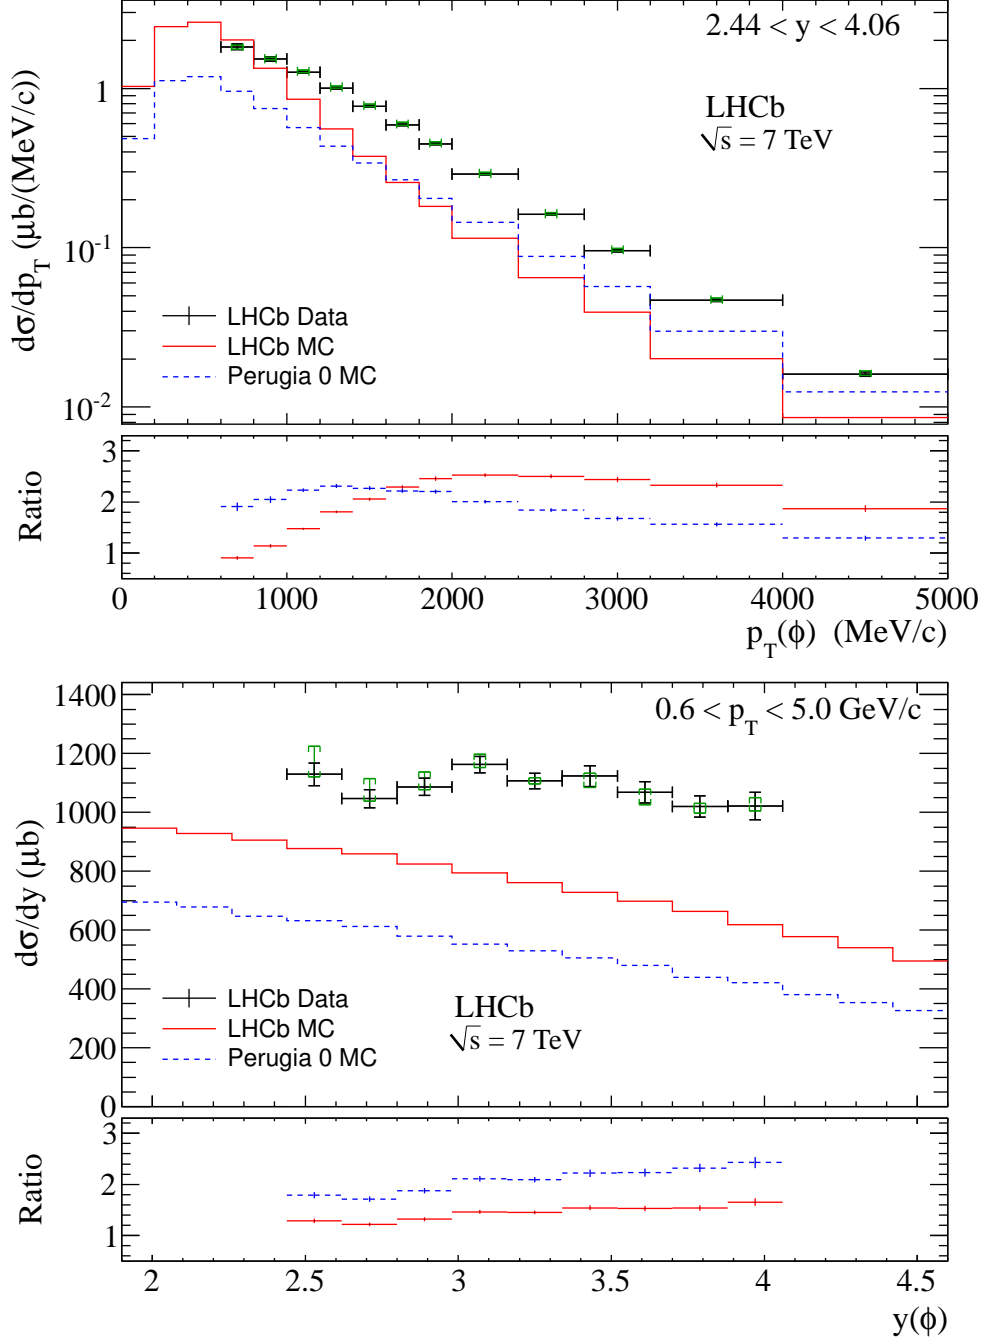 2.44 < y < 4.06
LHCb
√s = 7 TeV
dσ/dp_T (μb/(MeV/c)
1
10⁻¹
10⁻²
LHCb Data
LHCb MC
Perugia 0 MC
Ratio
3
2
1
0 1000 2000 3000 4000 5000
p_T(ϕ) (MeV/c)
0.6 < p_T < 5.0 GeV/c
dσ/dy (μb)
1400
1200
1000
800
600
400
200
0
LHCb Data
LHCb MC
Perugia 0 MC
LHCb
√s = 7 TeV
Ratio
3
2
1
2 2.5 3 3.5 4 4.5
y(ϕ)